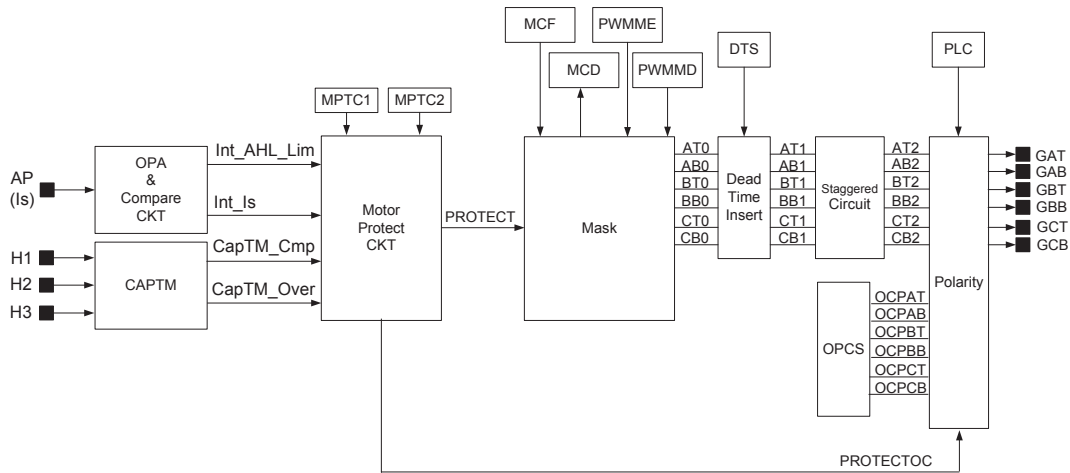 MCF
PWMME
MCD
PWMMD
DTS
PLC
MPTC1
MPTC2
AP
(Is)
OPA
&
Compare
CKT
Int_AHL_Lim
Int_Is
H1
H2
H3
CAPTM
CapTM_Cmp
CapTM_Over
Motor
Protect
CKT
PROTECT
Mask
AT0
AB0
BT0
BB0
CT0
CB0
Dead
Time
Insert
AT1
AB1
BT1
BB1
CT1
CB1
Staggered
Circuit
AT2
AB2
BT2
BB2
CT2
CB2
Polarity
GAT
GAB
GBT
GBB
GCT
GCB
OPCS
OCPAT
OCPAB
OCPBT
OCPBB
OCPCT
OCPCB
PROTECTOC